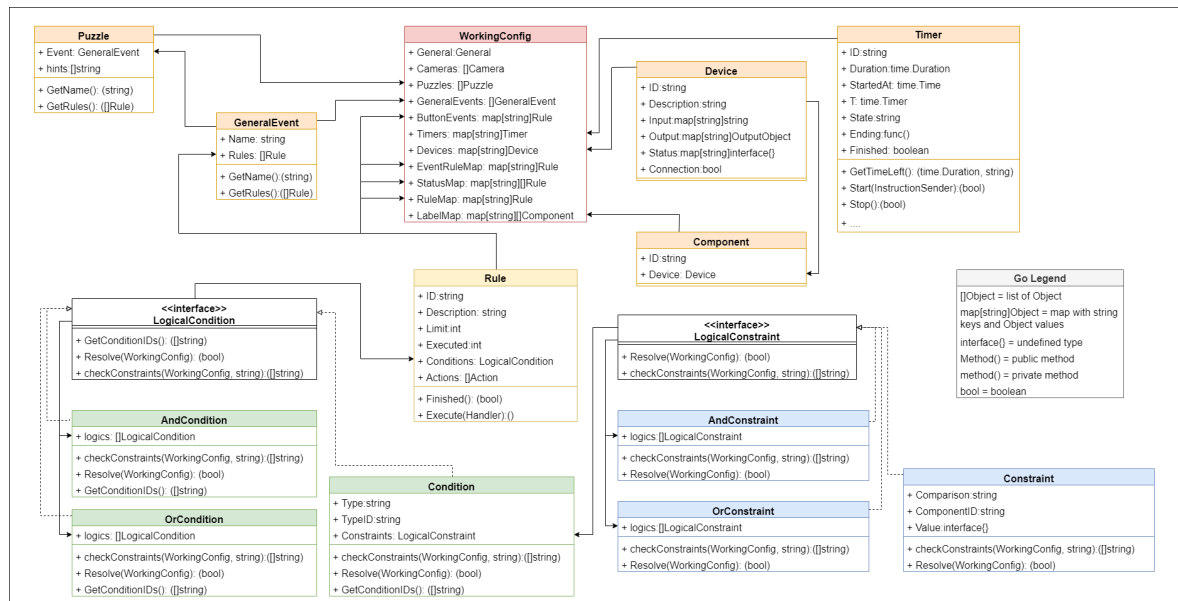 Puzzle
+ Event: GeneralEvent
+ hints:[]string
+ GetName(): (string)
+ GetRules(): ([]Rule)
GeneralEvent
+ Name: string
+ Rules: []Rule
+ GetName():(string)
+ GetRules():([]Rule)
WorkingConfig
+ General:General
+ Cameras: []Camera
+ Puzzles: []Puzzle
+ GeneralEvents: []GeneralEvent
+ ButtonEvents: map[string]Rule
+ Timers: map[string]Timer
+ Devices: map[string]Device
+ EventRuleMap: map[string]Rule
+ StatusMap: map[string][]Rule
+ RuleMap: map[string]Rule
+ LabelMap: map[string][]Component
Device
+ ID:string
+ Description:string
+ Input:map[string]string
+ Output:map[string]OutputObject
+ Status:map[string]interface{}
+ Connection:bool
Timer
+ ID:string
+ Duration:time.Duration
+ StartedAt: time.Time
+ T: time.Timer
+ State:string
+ Ending:func()
+ Finished: boolean
+ GetTimeLeft(): (time.Duration, string)
+ Start(InstructionSender):(bool)
+ Stop():(bool)
+ ....
Component
+ ID:string
+ Device: Device
Rule
+ ID:string
+ Description: string
+ Limit:int
+ Executed:int
+ Conditions: LogicalCondition
+ Actions: []Action
+ Finished(): (bool)
+ Execute(Handler):()
Go Legend
[]Object = list of Object
map[string]Object = map with string
keys and Object values
interface{} = undefined type
Method() = public method
method() = private method
bool = boolean
<<interface>>
LogicalCondition
+ GetConditionIDs(): ([]string)
+ Resolve(WorkingConfig): (bool)
+ checkConstraints(WorkingConfig, string):([]string)
<<interface>>
LogicalConstraint
+ Resolve(WorkingConfig): (bool)
+ checkConstraints(WorkingConfig, string):([]string)
AndCondition
+ logics: []LogicalCondition
+ checkConstraints(WorkingConfig, string):([]string)
+ Resolve(WorkingConfig): (bool)
+ GetConditionIDs(): ([]string)
OrCondition
+ logics: []LogicalCondition
+ checkConstraints(WorkingConfig, string):([]string)
+ Resolve(WorkingConfig): (bool)
+ GetConditionIDs(): ([]string)
Condition
+ Type:string
+ TypeID:string
+ Constraints: LogicalConstraint
+ checkConstraints(WorkingConfig, string):([]string)
+ Resolve(WorkingConfig): (bool)
+ GetConditionIDs(): ([]string)
AndConstraint
+ logics:[]LogicalConstraint
+ checkConstraints(WorkingConfig, string):([]string)
+ Resolve(WorkingConfig): (bool)
OrConstraint
+ logics:[]LogicalConstraint
+ checkConstraints(WorkingConfig, string):([]string)
+ Resolve(WorkingConfig): (bool)
Constraint
+ Comparison:string
+ ComponentID:string
+ Value:interface{}
+ checkConstraints(WorkingConfig, string):([]string)
+ Resolve(WorkingConfig): (bool)